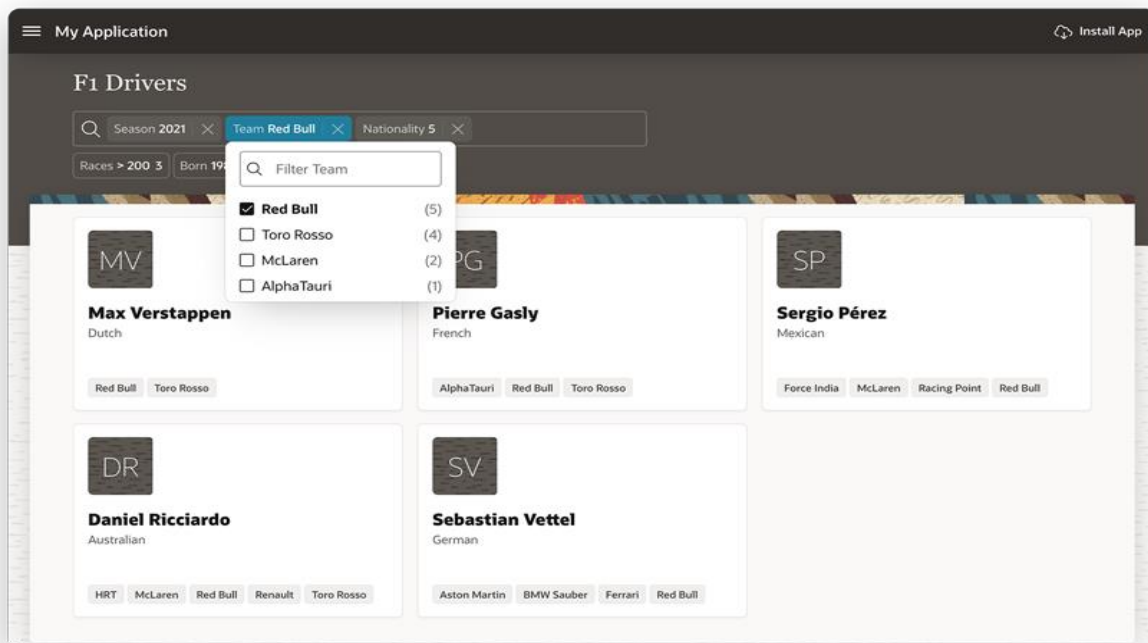 My Application
Install App
F1 Drivers
Season 2021
Team Red Bull
Nationality 5
Races > 200 3
Born
Filter Team
Red Bull (5)
Toro Rosso (4)
McLaren (2)
AlphaTauri (1)
MV
PG
SP
Max Verstappen
Pierre Gasly
Sergio Pérez
Dutch
French
Mexican
Red Bull Toro Rosso
AlphaTauri Red Bull Toro Rosso
Force India McLaren Racing Point Red Bull
DR
SV
Daniel Ricciardo
Sebastian Vettel
Australian
German
HRT McLaren Red Bull Renault Toro Rosso
Aston Martin BMW Sauber Ferrari Red Bull